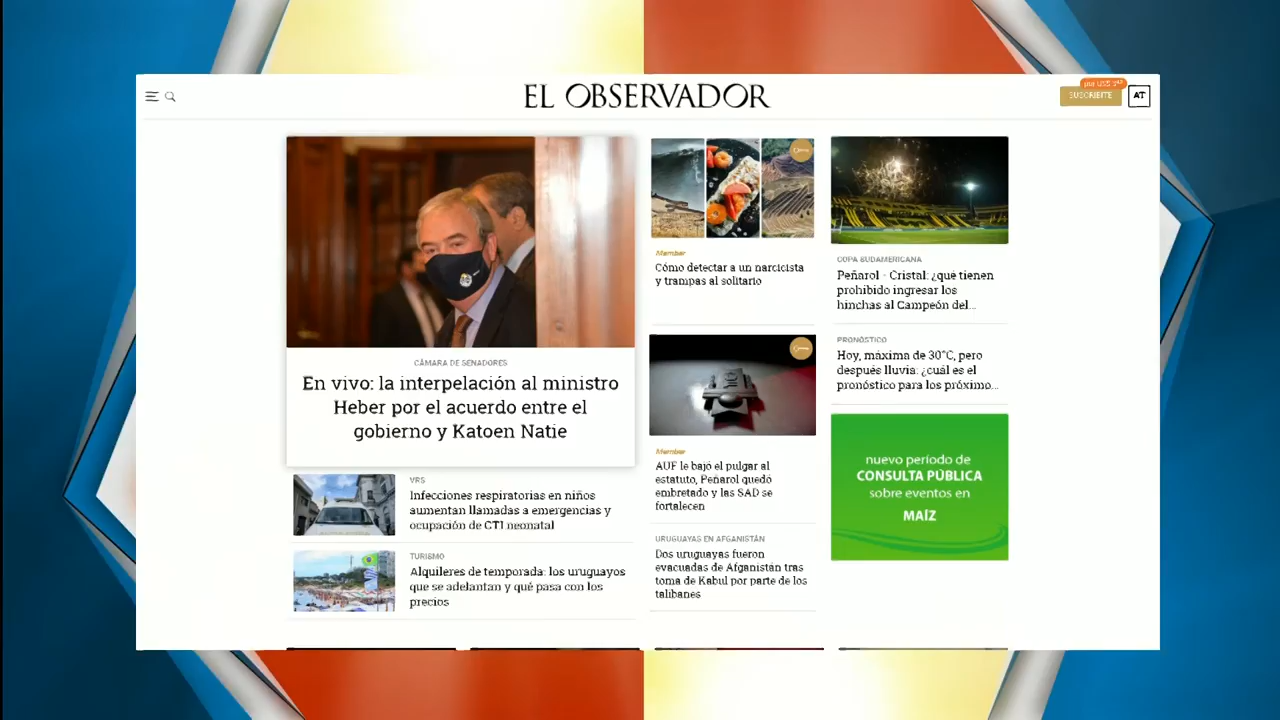 EL OBSERVADOR
SUSCRIBITE
AT
CÁMARA DE SENADORES
En vivo: la interpelación al ministro
Heber por el acuerdo entre el
gobierno y Katoen Natie
VRS
Infecciones respiratorias en niños
aumentan llamadas a emergencias y
ocupación de CTI neonatal
TURISMO
Alquileres de temporada: los uruguayos
que se adelantan y qué pasa con los
precios
Member
Cómo detectar a un narcicista
y trampas al solitario
Member
AUF le bajó el pulgar al
estatuto, Peñarol quedó
embretado y las SAD se
fortalecen
URUGUAYAS EN AFGANISTÁN
Dos uruguayas fueron
evacuadas de Afganistán tras
toma de Kabul por parte de los
talibanes
COPA SUDAMERICANA
Peñarol - Cristal: ¿qué tienen
prohibido ingresar los
hinchas al Campeón del...
PRONÓSTICO
Hoy, máxima de 30°C, pero
después lluvia: ¿cuál es el
pronóstico para los próximo...
nuevo período de
CONSULTA PÚBLICA
sobre eventos en
MAÍZ